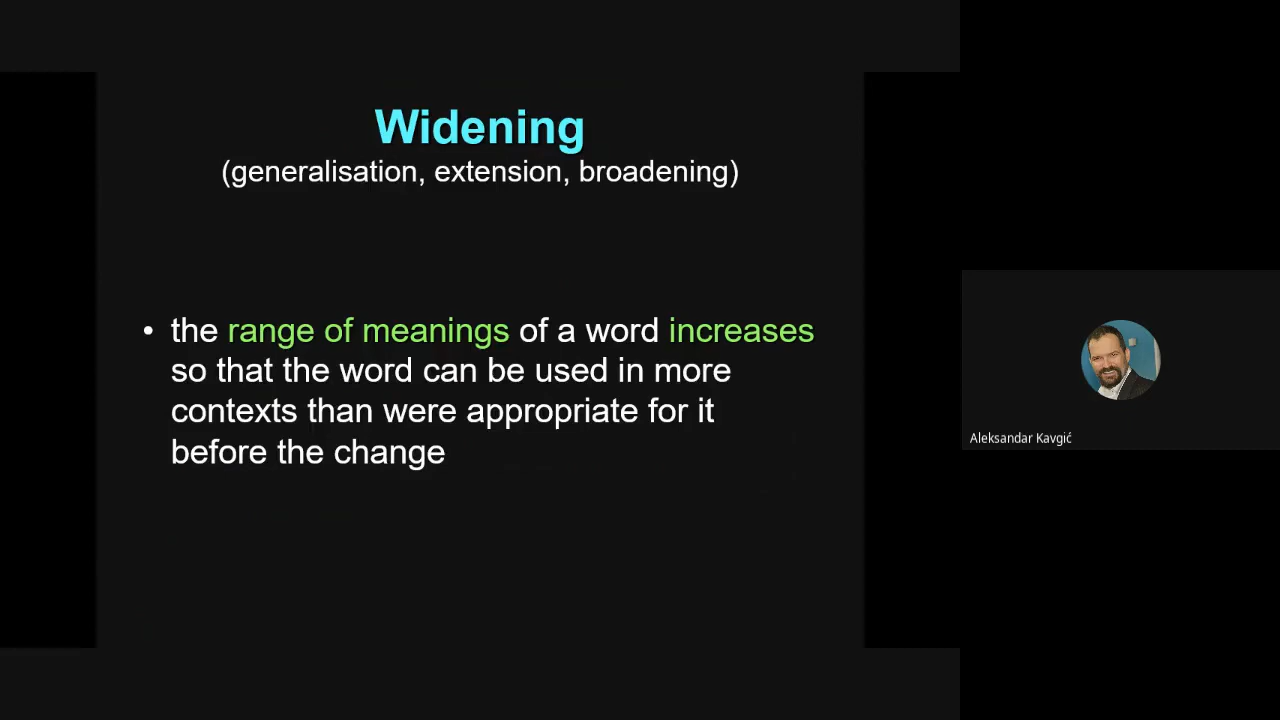 Widening
(generalisation, extension, broadening)
• the range of meanings of a word increases
so that the word can be used in more
contexts than were appropriate for it
before the change
Aleksandar Kavgić